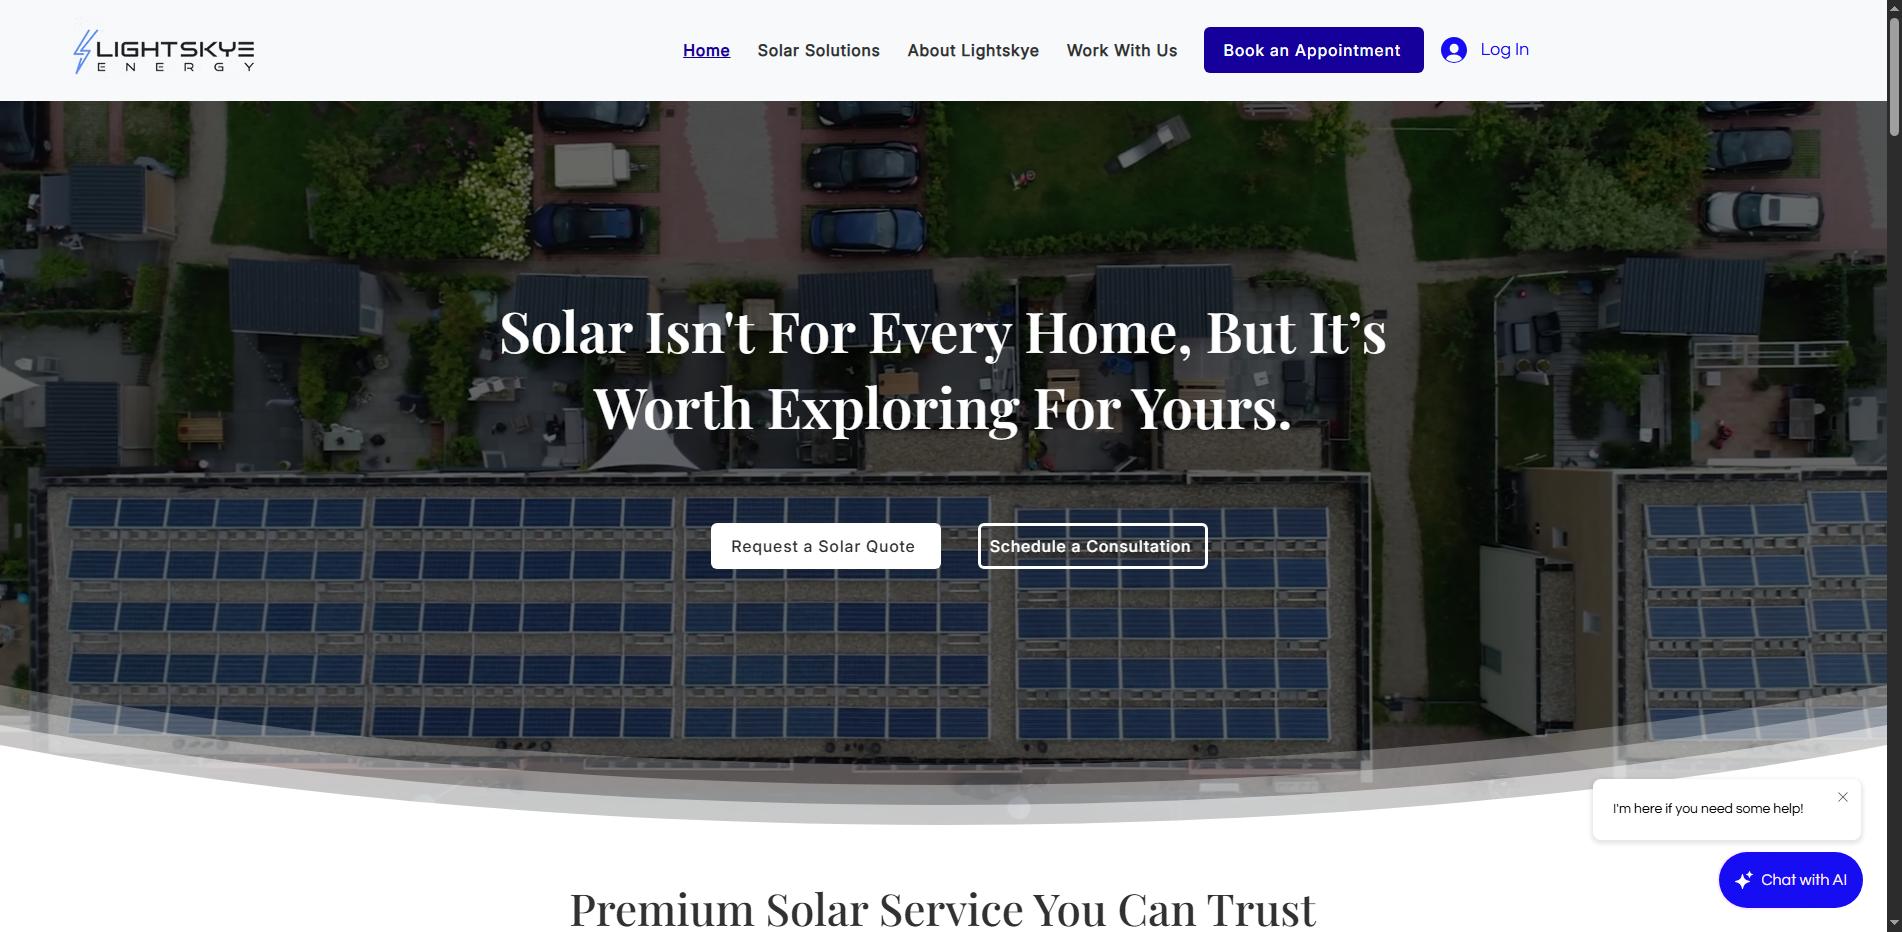 LIGHTSKYE
ENERGY
Home
Solar Solutions
About Lightskye
Work With Us
Book an Appointment
Log In
Solar Isn't For Every Home, But It’s
Worth Exploring For Yours.
Request a Solar Quote
Schedule a Consultation
I'm here if you need some help!
Chat with AI
Premium Solar Service You Can Trust